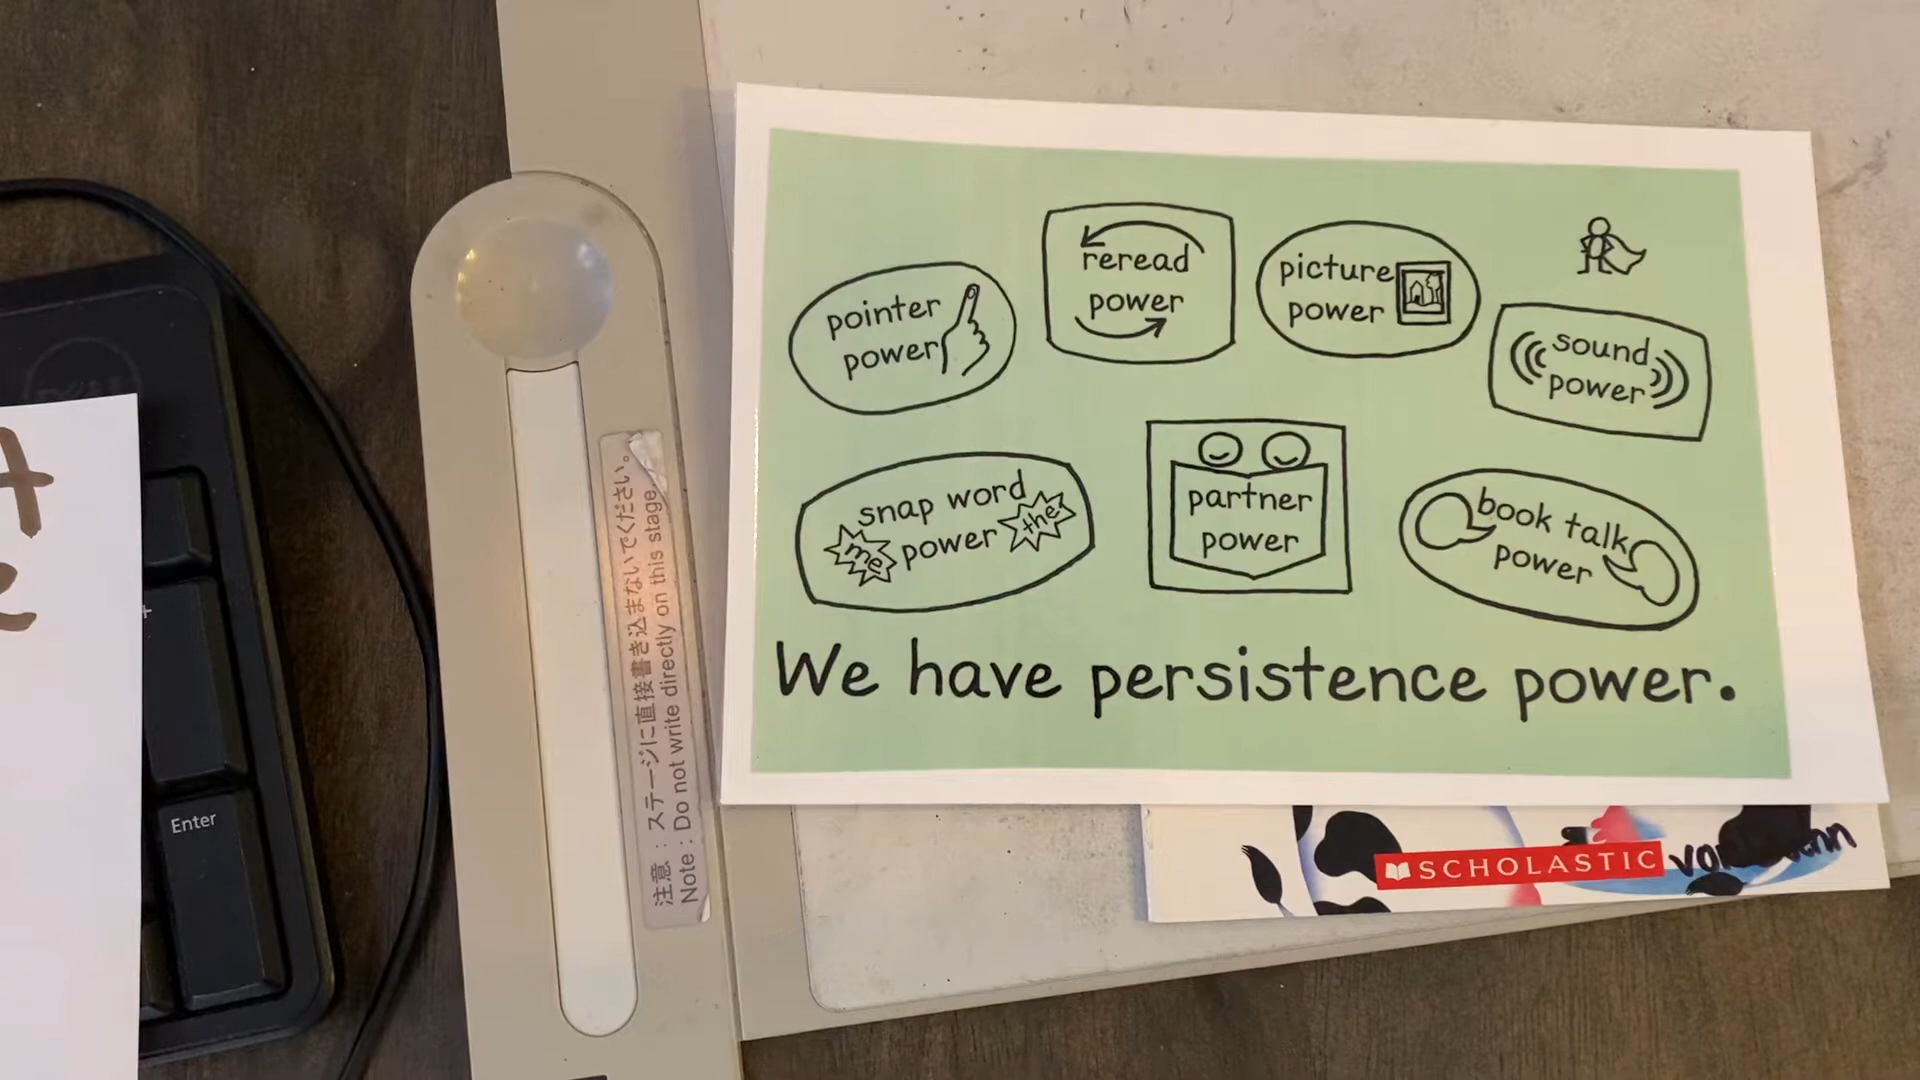 pointer
power
reread
power
picture
power
sound
power
snap word
me power the
partner
power
book talk
power
We have persistence power.
注意：ステージに直接書き込まないでください。
Note : Do not write directly on this stage.
Enter
+
SCHOLASTIC